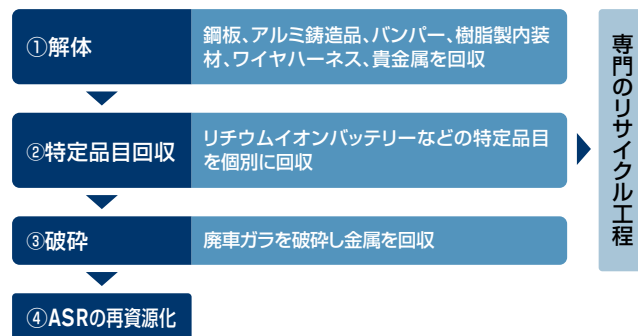 ①解体
鋼板、アルミ鋳造品、バンパー、樹脂製内装
材、ワイヤハーネス、貴金属を回収
②特定品目回収
リチウムイオンバッテリーなどの特定品目
を個別に回収
③破砕
廃車ガラを破砕し金属を回収
④ASRの再資源化
専門のリサイクル工程